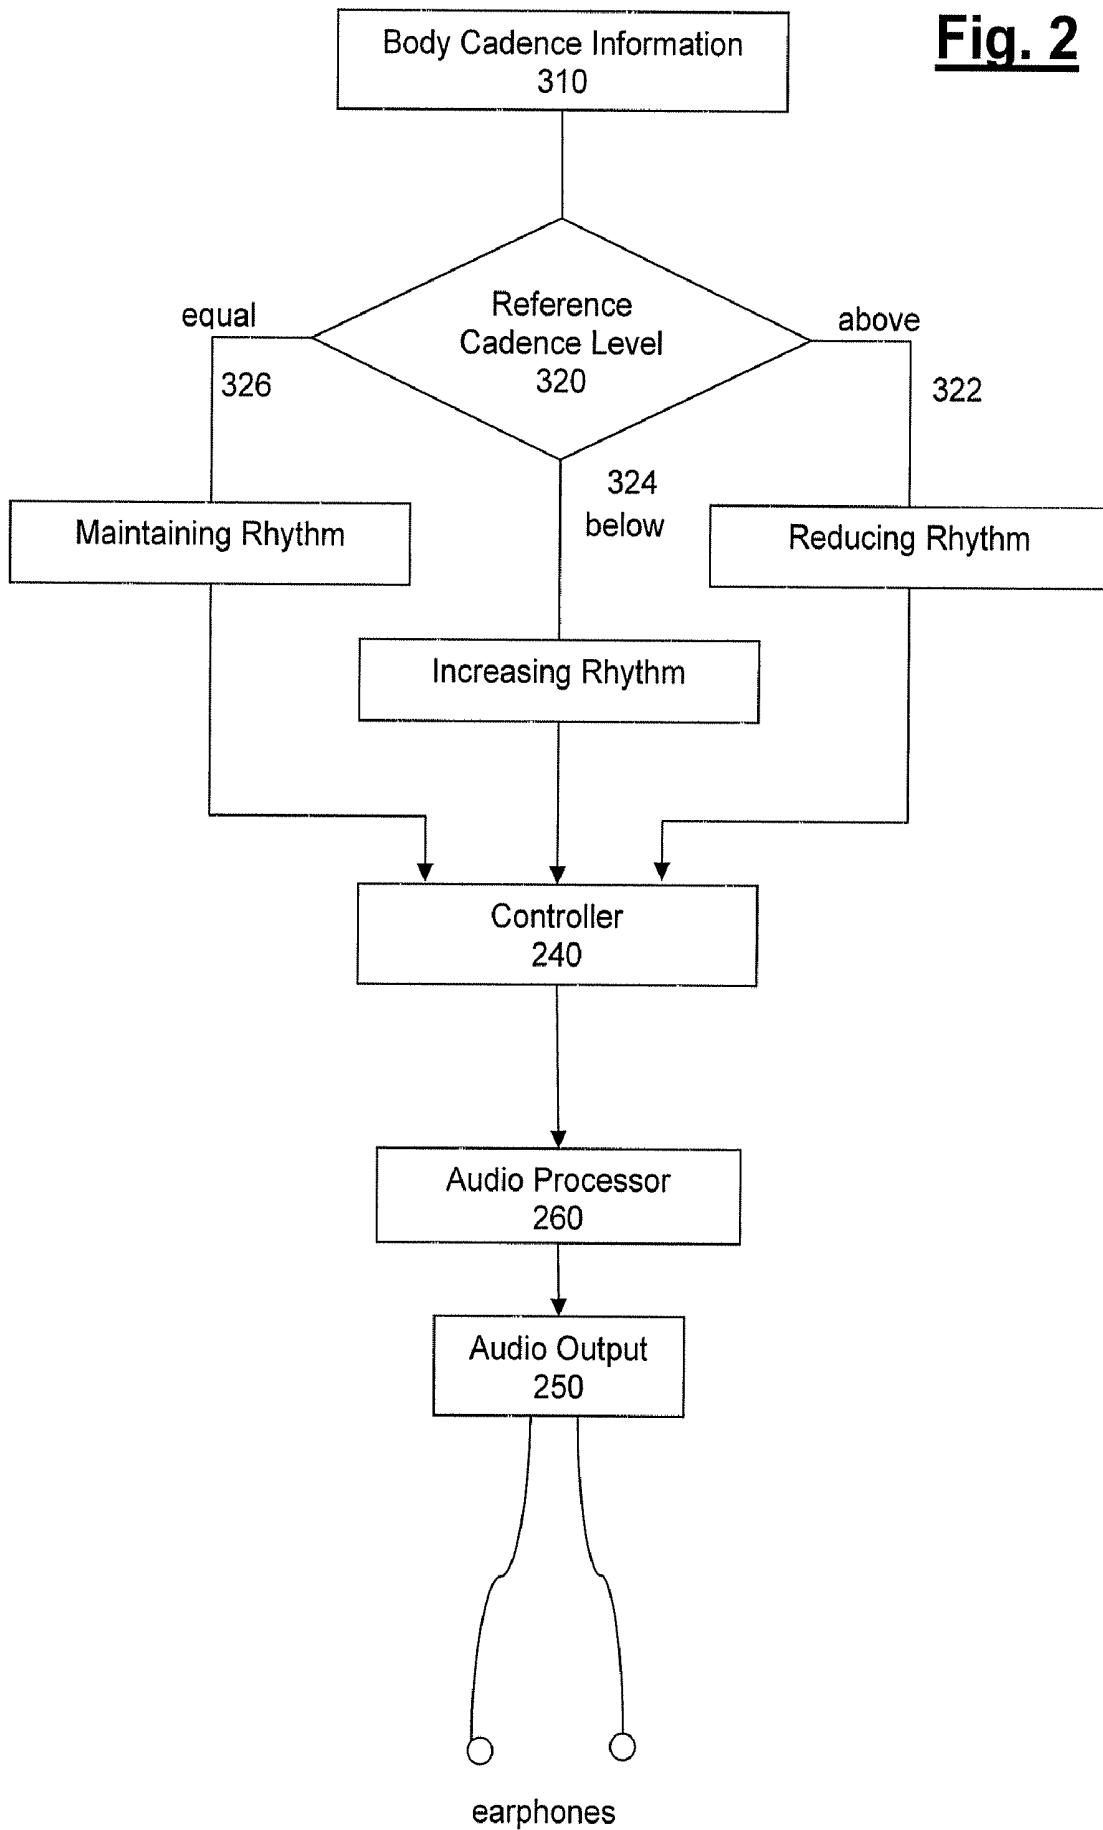 Fig. 2
Body Cadence Information
310
Reference
Cadence Level
320
equal
326
above
322
324
below
Maintaining Rhythm
Reducing Rhythm
Increasing Rhythm
Controller
240
Audio Processor
260
Audio Output
250
earphones